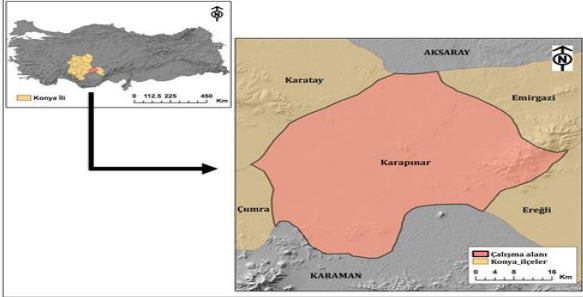 N
Konya İli
0 112.5 225 450
Km
N
AKSARAY
Karatay
Emirgazi
Karapınar
Çumra
Ereğli
KARAMAN
Çalışma alanı
Konya_ilçeler
0 4 8 16
Km